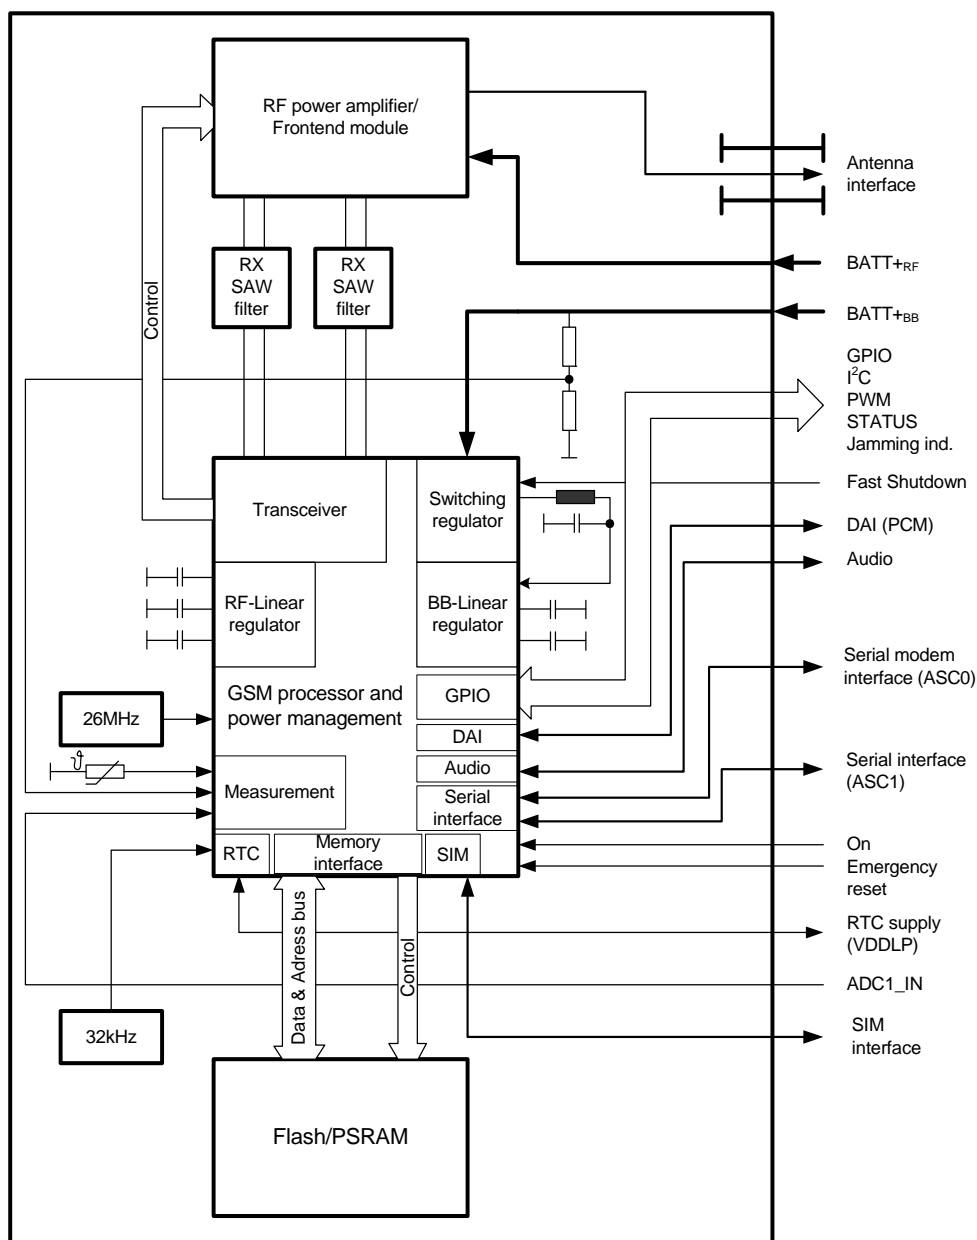 RF power amplifier/
Frontend module
Antenna
interface
RX
SAW
filter
RX
SAW
filter
Control
BATT+RF
BATT+BB
GPIO
I²C
PWM
STATUS
Jamming ind.
Transceiver
Switching
regulator
Fast Shutdown
DAI (PCM)
Audio
RF-Linear
regulator
BB-Linear
regulator
Serial modem
interface (ASC0)
GSM processor and
power management
GPIO
26MHz
DAI
ϑ
Audio
Measurement
Serial
interface
Serial interface
(ASC1)
RTC
Memory
interface
SIM
On
Emergency
reset
Data & Adress bus
Control
RTC supply
(VDDLP)
ADC1_IN
32kHz
SIM
interface
Flash/PSRAM